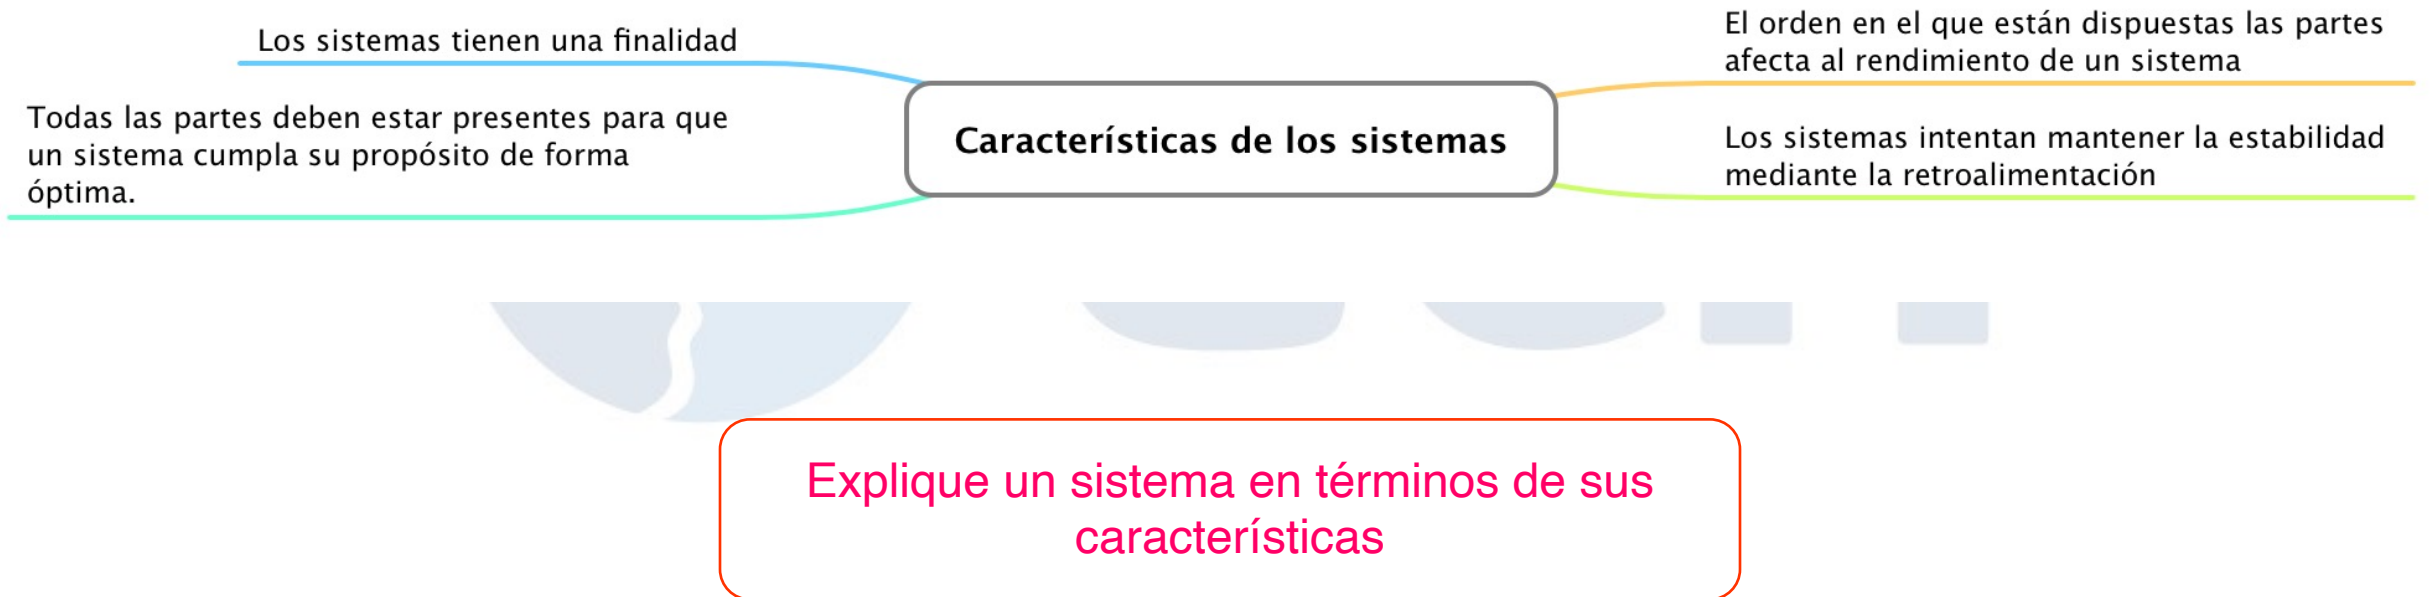 Los sistemas tienen una finalidad
Todas las partes deben estar presentes para que
un sistema cumpla su propósito de forma
óptima.
Características de los sistemas
El orden en el que están dispuestas las partes
afecta al rendimiento de un sistema
Los sistemas intentan mantener la estabilidad
mediante la retroalimentación
Explique un sistema en términos de sus
características